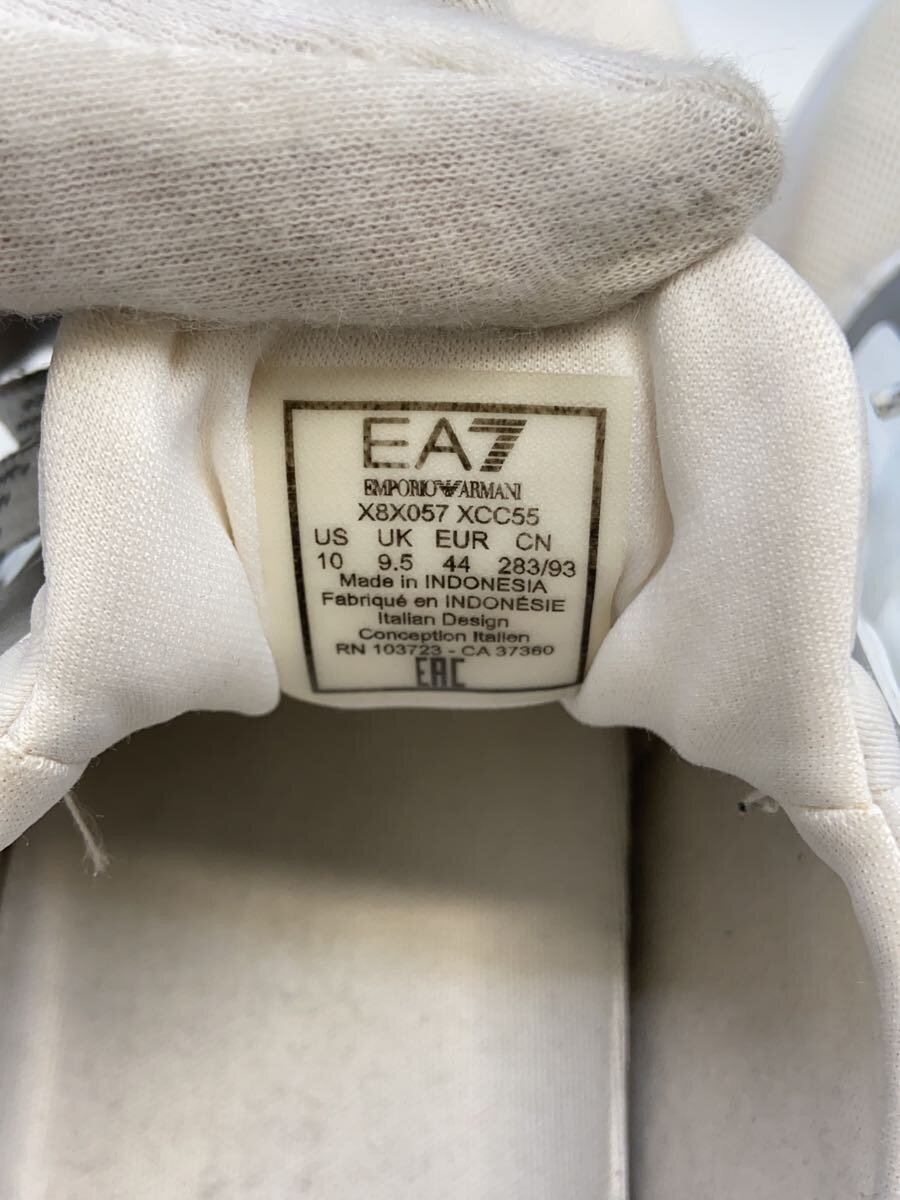 EA7
EMPORIO ARMANI
X8X057 XCC55
US UK EUR CN
10 9.5 44 283/93
Made in INDONESIA
Fabriqué en INDONÉSIE
Italian Design
Conception Italien
RN 103723 - CA 37360
EAC